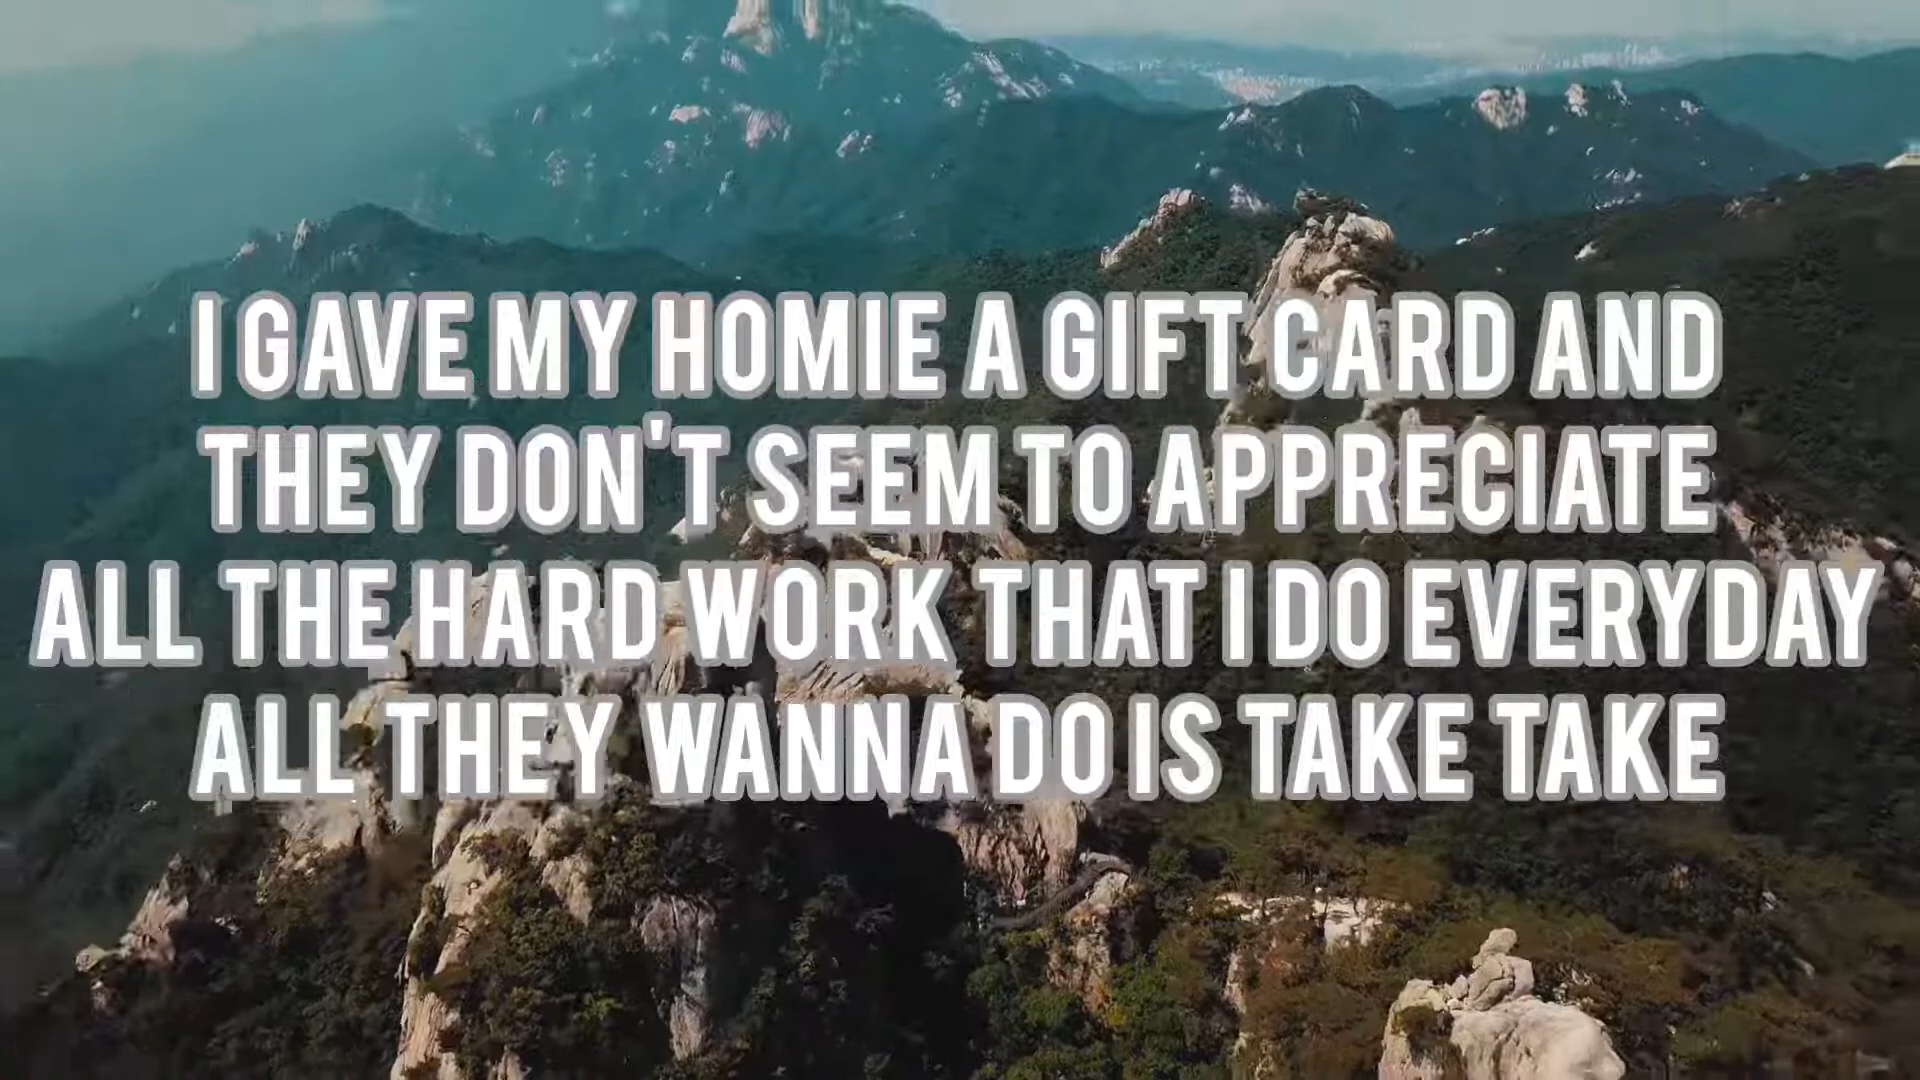 I GAVE MY HOMIE A GIFT CARD AND
THEY DON'T SEEM TO APPRECIATE
ALL THE HARD WORK THAT I DO EVERYDAY
ALL THEY WANNA DO IS TAKE TAKE